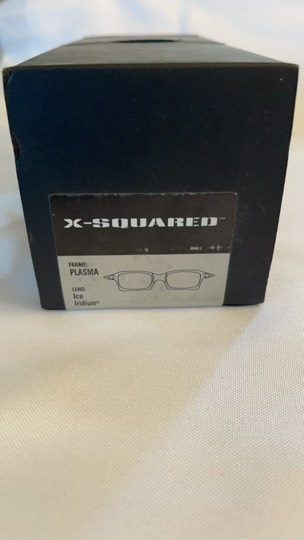 X-SQUARED™
FRAME:
PLASMA
LENS:
Ice
Iridium®